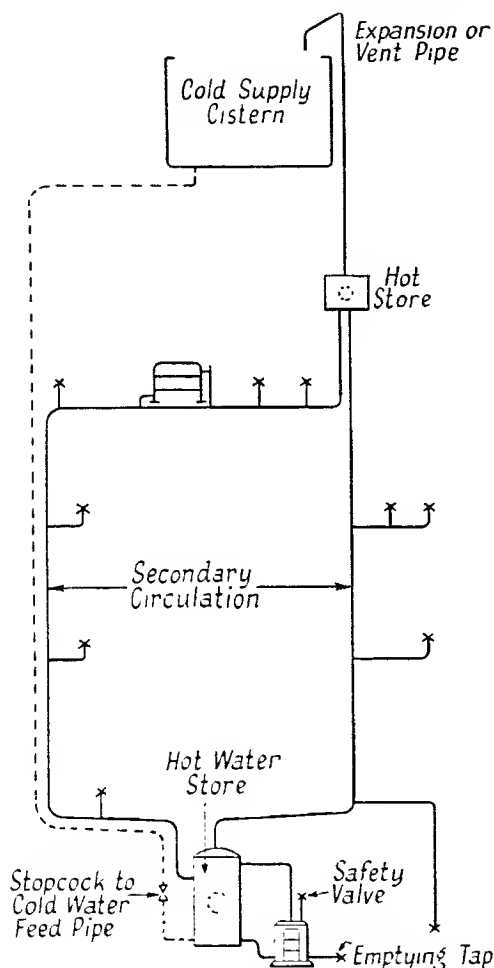 Expansion or
Vent Pipe
Cold Supply
Cistern
Hot
Store
Secondary
Circulation
Hot Water
Store
Stopcock to
Cold Water
Feed Pipe
Safety
Valve
Emptying Tap